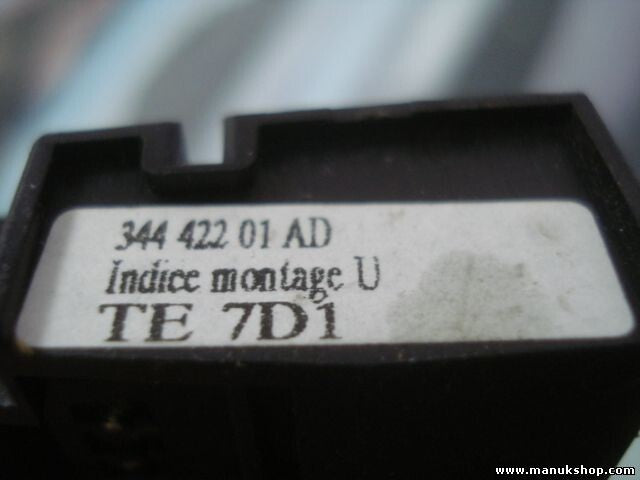 344 422 01 AD
Indice montage U
TE 7D1
www.manukshop.com